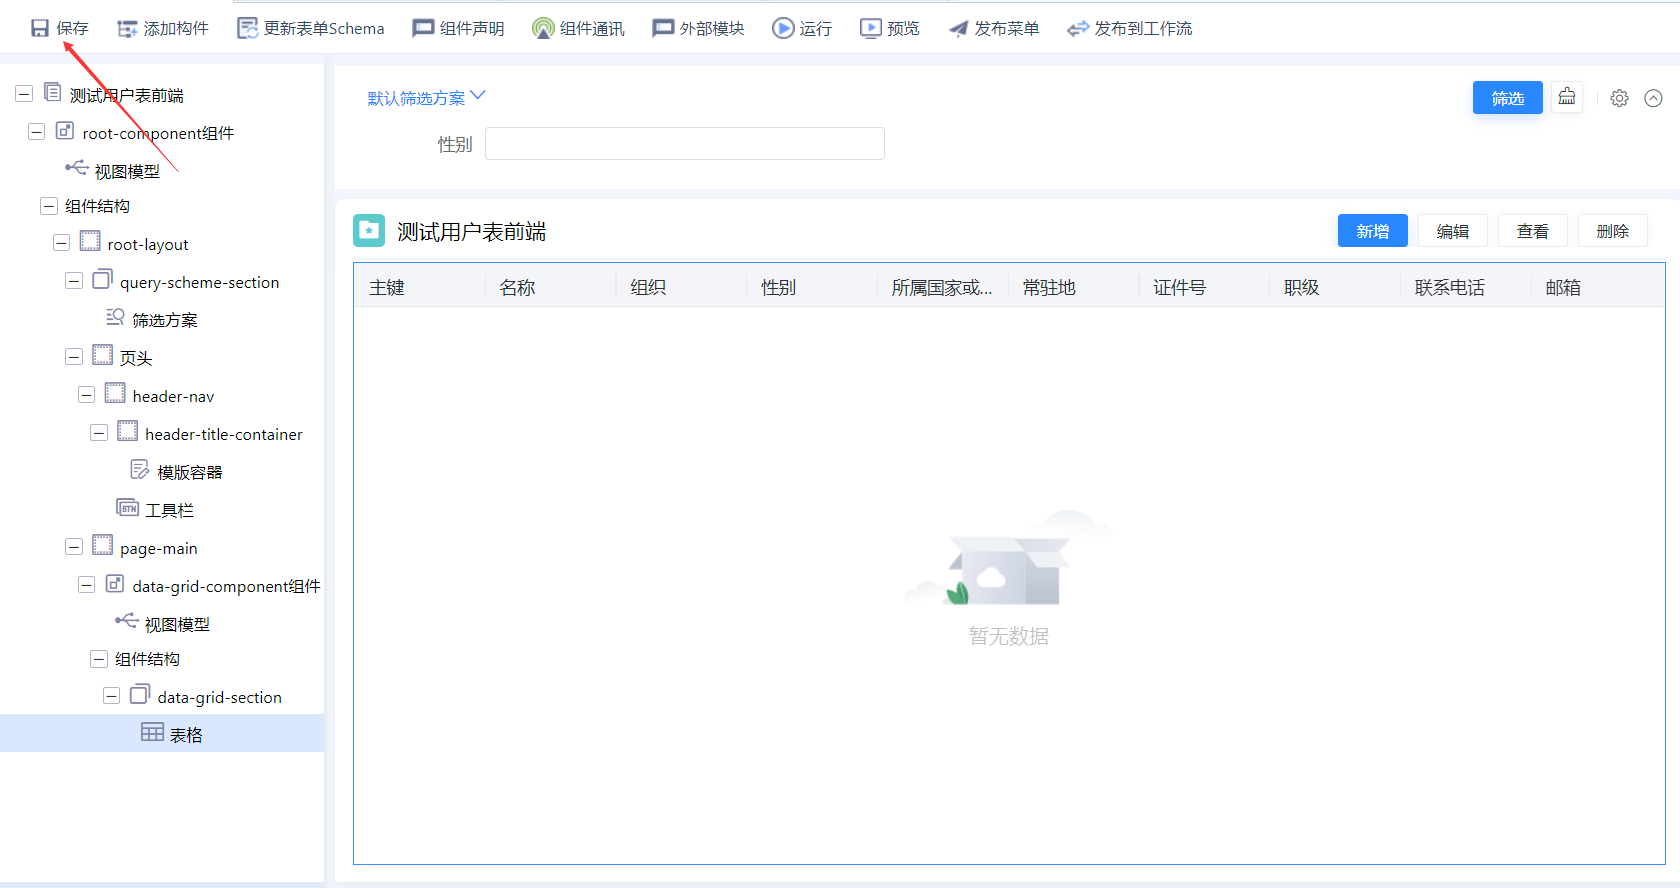 保存 添加构件 更新表单Schema 组件声明 组件通讯 外部模块 运行 预览 发布菜单 发布到工作流
测试用户表前端
root-component组件
视图模型
组件结构
root-layout
query-scheme-section
筛选方案
页头
header-nav
header-title-container
模版容器
BTN 工具栏
page-main
data-grid-component组件
视图模型
组件结构
data-grid-section
表格
默认筛选方案 筛选
性别
测试用户表前端 新增 编辑 查看 删除
主键 名称 组织 性别 所属国家或... 常驻地 证件号 职级 联系电话 邮箱
暂无数据